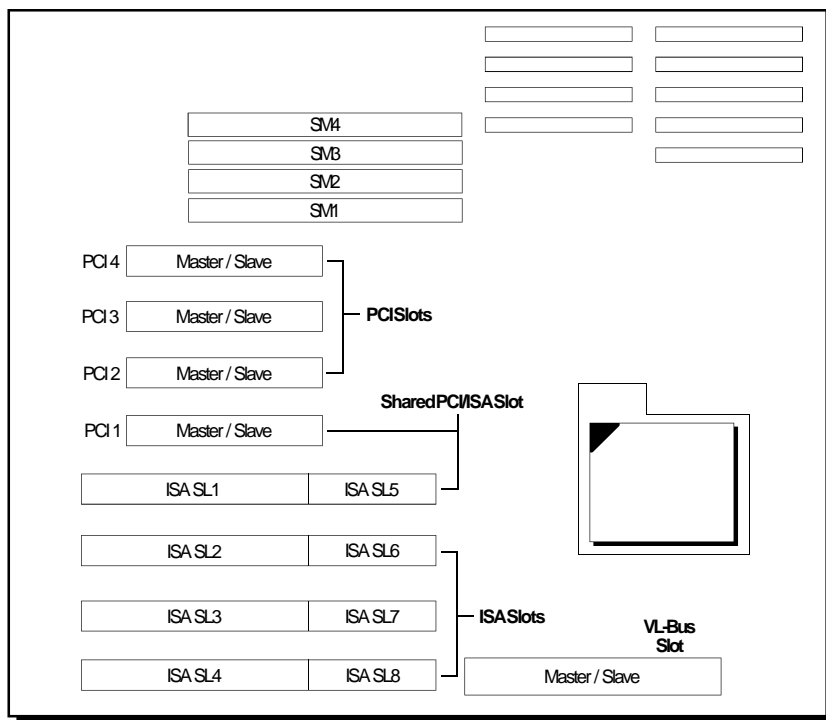 SM4
SM3
SM2
SM1
PCI 4 Master / Slave
PCI 3 Master / Slave
PCI Slots
PCI 2 Master / Slave
Shared PCI/ISA Slot
PCI 1 Master / Slave
ISA SL1 ISA SL5
ISA SL2 ISA SL6
ISA SL3 ISA SL7
ISA Slots
VL-Bus
Slot
ISA SL4 ISA SL8
Master / Slave